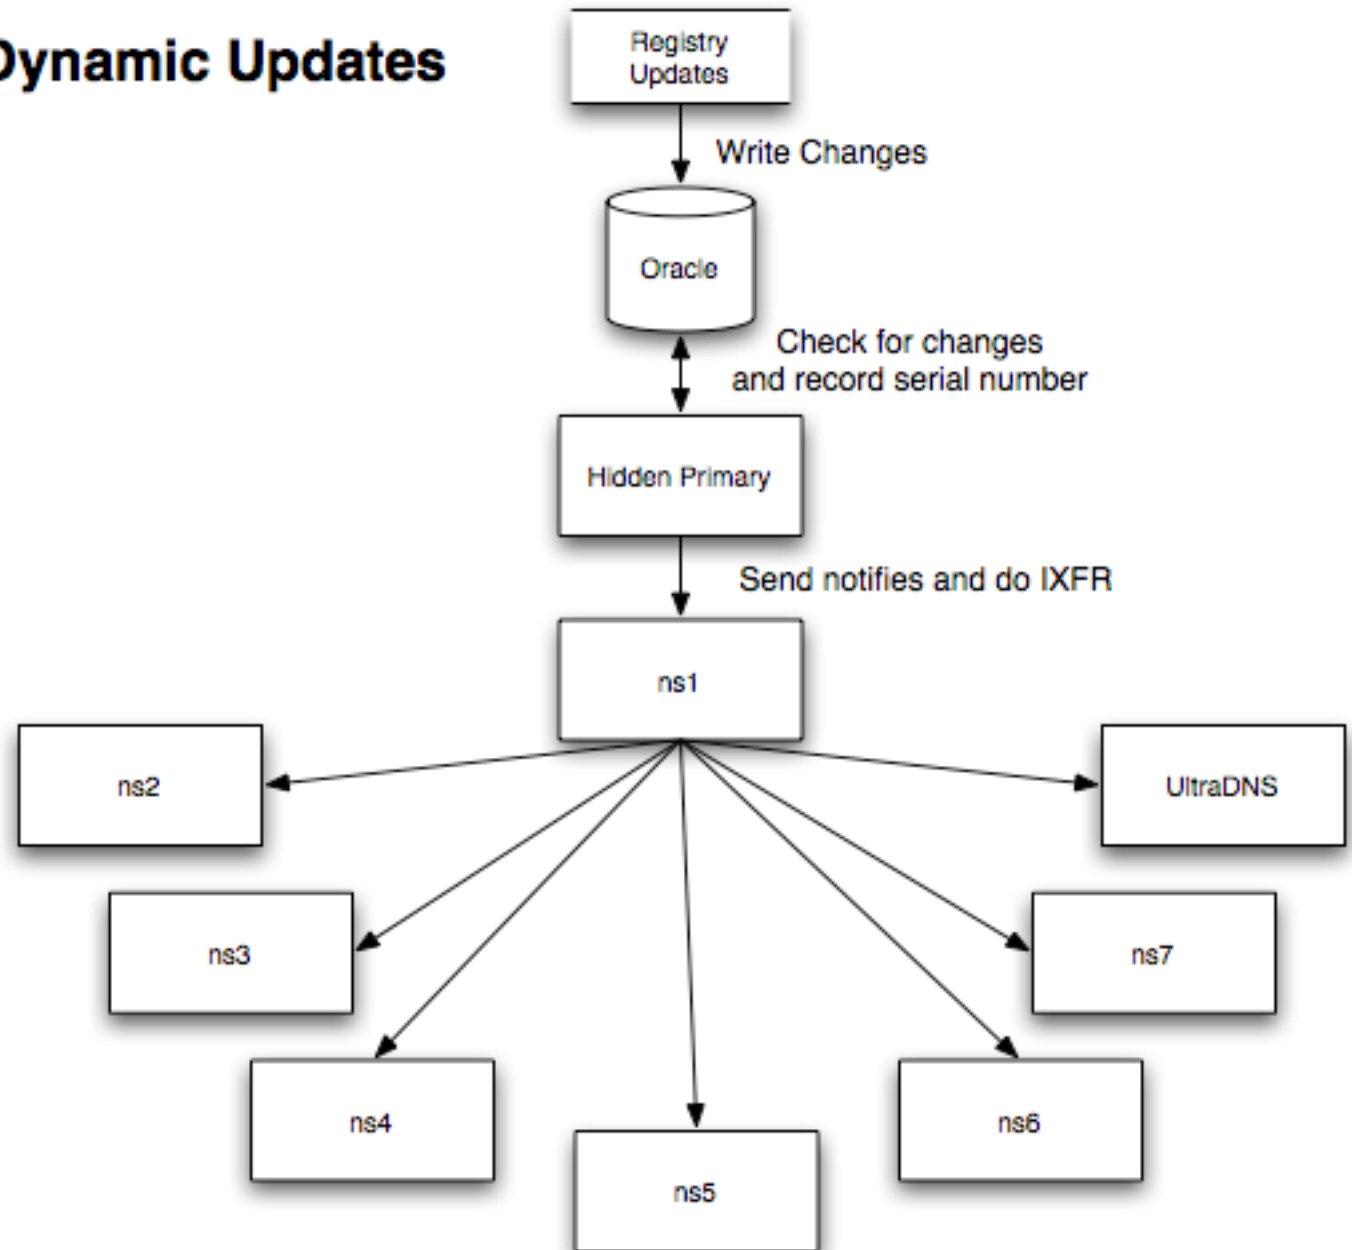 Dynamic Updates
Registry
Updates
Write Changes
Oracle
Check for changes
and record serial number
Hidden Primary
Send notifies and do IXFR
ns1
ns2
UltraDNS
ns3
ns7
ns4
ns6
ns5